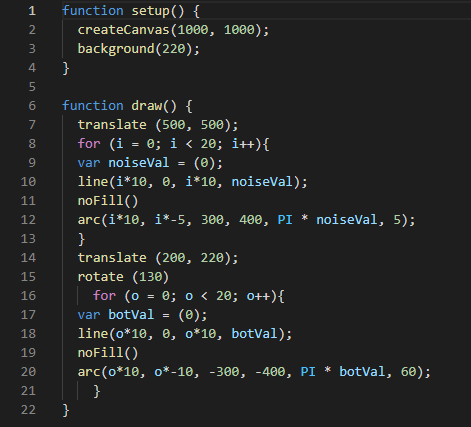 1 function setup() {
2 createCanvas(1000, 1000);
3 background(220);
4 }
5
6 function draw() {
7 translate (500, 500);
8 for (i = 0; i < 20; i++){
9 var noiseVal = (0);
10 line(i*10, 0, i*10, noiseVal);
11 noFill()
12 arc(i*10, i*-5, 300, 400, PI * noiseVal, 5);
13 }
14 translate (200, 220);
15 rotate (130)
16 for (o = 0; o < 20; o++){
17 var botVal = (0);
18 line(o*10, 0, o*10, botVal);
19 noFill()
20 arc(o*10, o*-10, -300, -400, PI * botVal, 60);
21 }
22 }